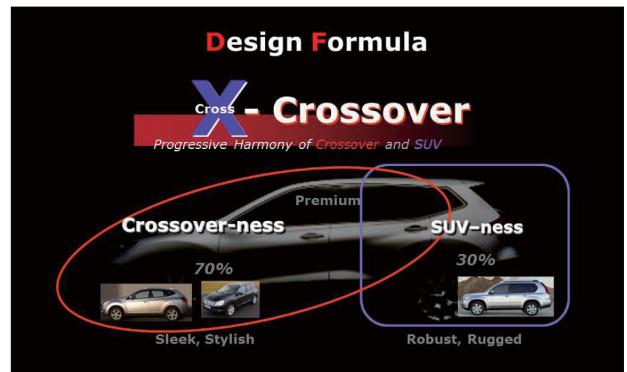 Design Formula
Cross
X - Crossover
Progressive Harmony of Crossover and SUV
Premium
Crossover-ness
SUV-ness
70%
30%
Sleek, Stylish
Robust, Rugged